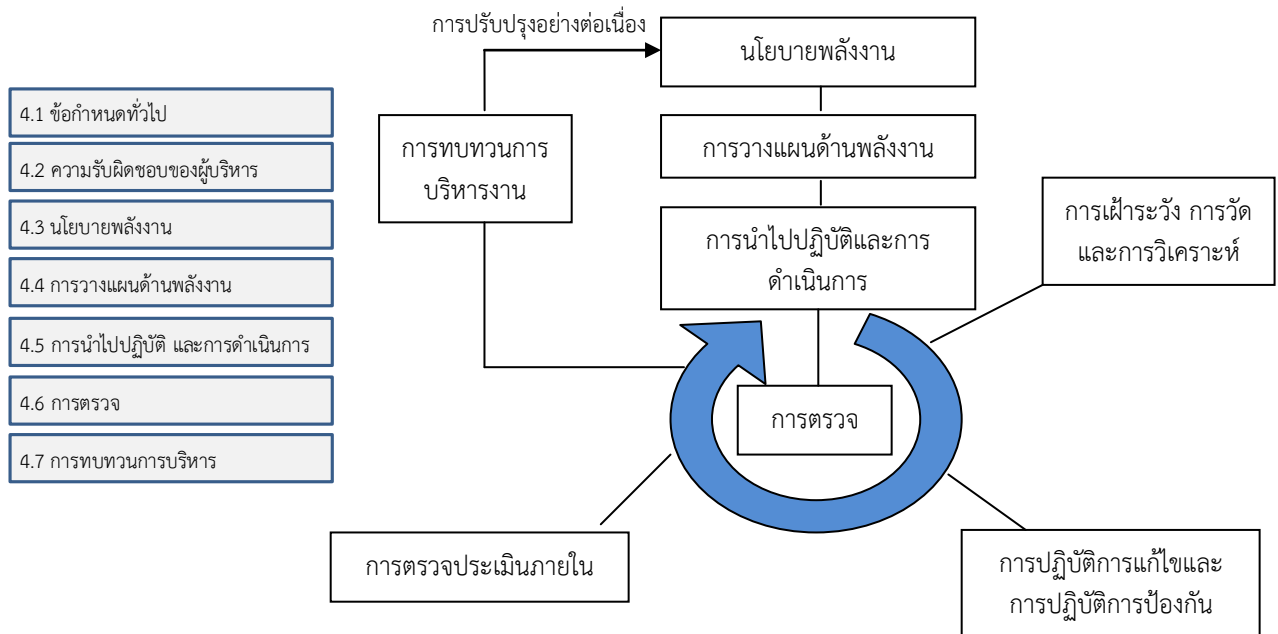 การปรับปรุงอย่างต่อเนื่อง
นโยบายพลังงาน
4.1 ข้อกำหนดทั่วไป
4.2 ความรับผิดชอบของผู้บริหาร
4.3 นโยบายพลังงาน
4.4 การวางแผนด้านพลังงาน
4.5 การนำไปปฏิบัติ และการดำเนินการ
4.6 การตรวจ
4.7 การทบทวนการบริหาร
การทบทวนการ
บริหารงาน
การวางแผนด้านพลังงาน
การนำไปปฏิบัติและการ
ดำเนินการ
การเฝ้าระวัง การวัด
และการวิเคราะห์
การตรวจ
การตรวจประเมินภายใน
การปฏิบัติการแก้ไขและ
การปฏิบัติการป้องกัน